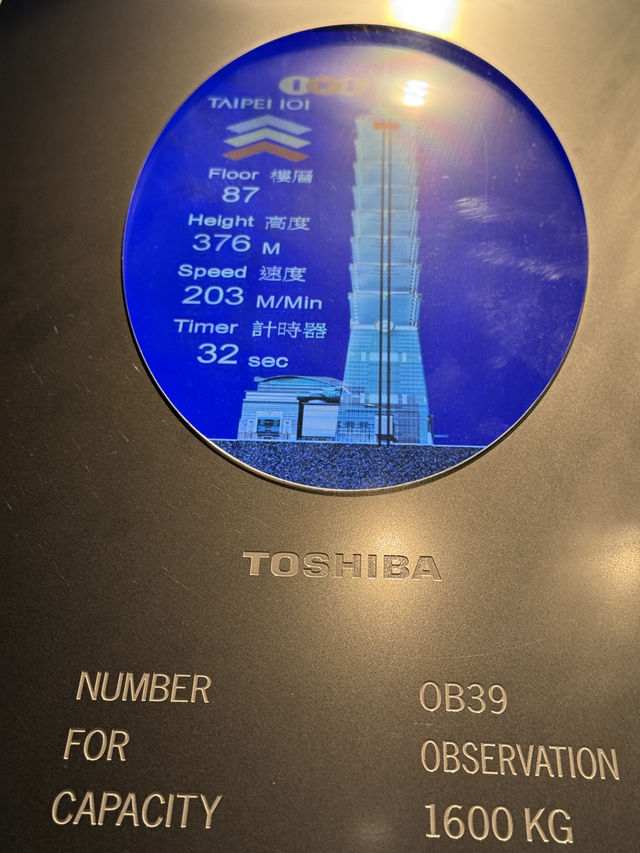 TAIPEI 101
Floor 樓層
87
Height 高度
376 M
Speed 速度
203 M/Min
Timer 計時器
32 sec
TOSHIBA
NUMBER OB39
FOR OBSERVATION
CAPACITY 1600 KG